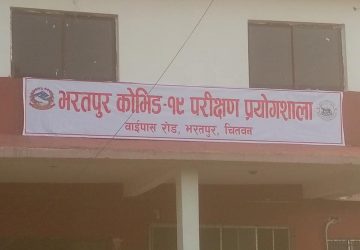 भरतपुर कोभिड-१९ परीक्षण प्रयोगशाला
बाईपास रोड, भरतपुर, चितवन